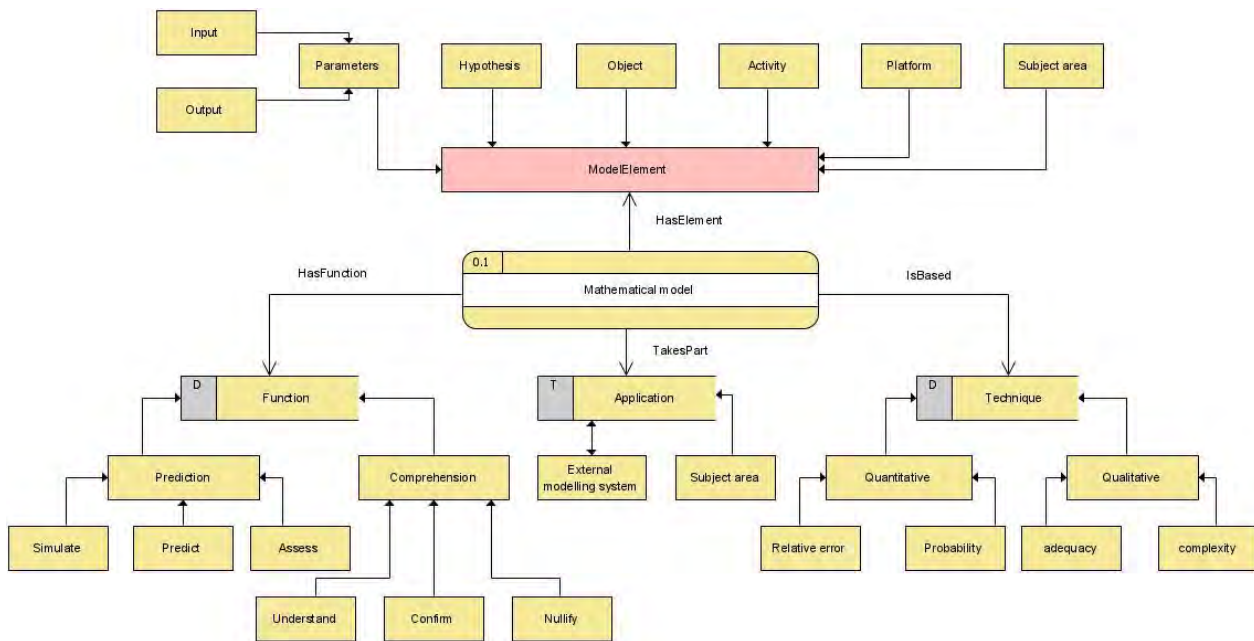 Input
Parameters
Hypothesis
Object
Activity
Platform
Subject area
Output
ModelElement
HasElement
0.1
HasFunction
Mathematical model
IsBased
TakesPart
D
Function
T
Application
D
Technique
Prediction
Comprehension
External
modelling system
Subject area
Quantitative
Qualitative
Simulate
Predict
Assess
Relative error
Probability
adequacy
complexity
Understand
Confirm
Nullify